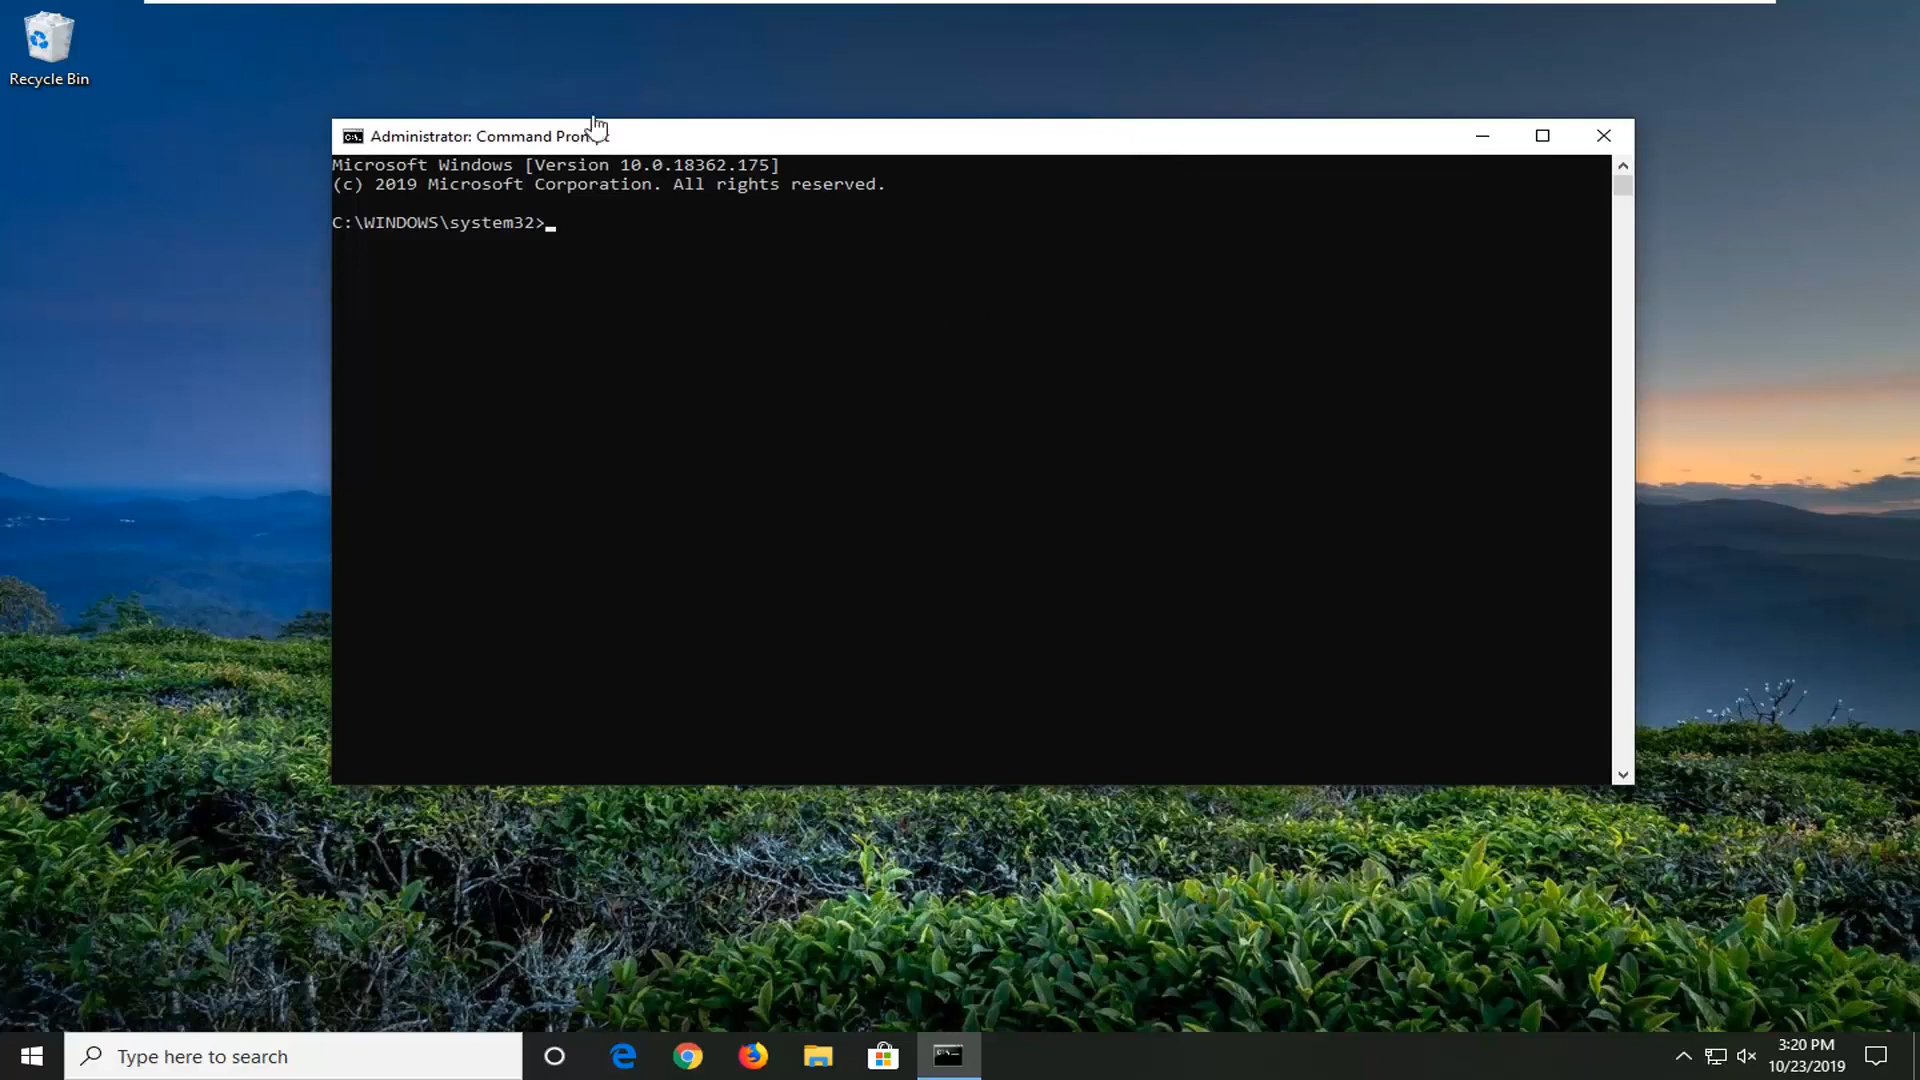 Recycle Bin
Administrator: Command Prom
Microsoft Windows [Version 10.0.18362.175]
(c) 2019 Microsoft Corporation. All rights reserved.
C:\WINDOWS\system32>
Type here to search
3:20 PM
10/23/2019